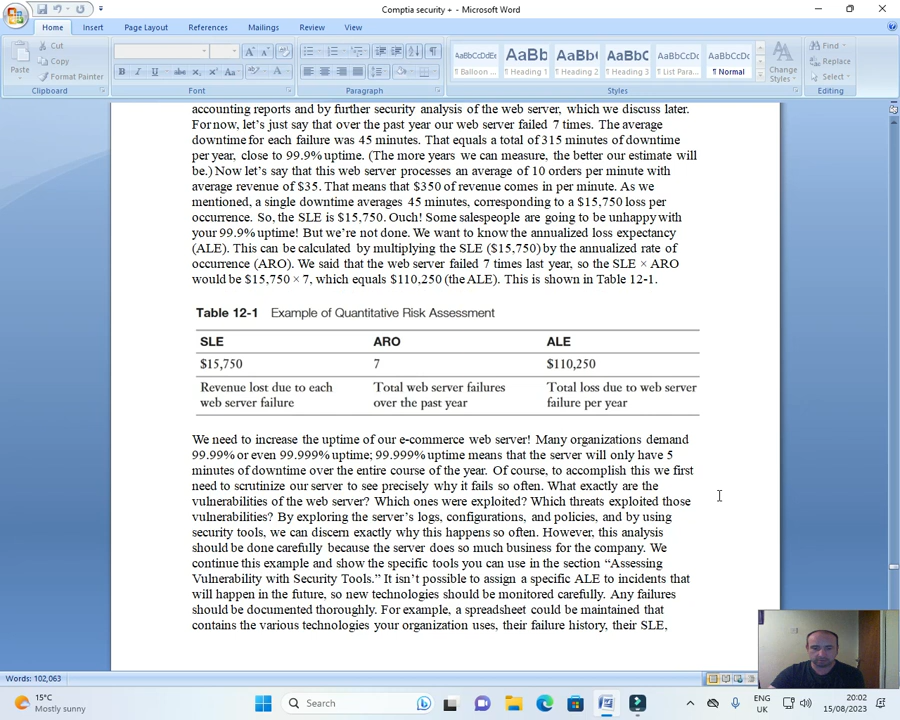 Comptia security + - Microsoft Word
Home Insert Page Layout References Mailings Review View
Paste
Cut
Copy
Format Painter
Clipboard
Font
Paragraph
AaBbCcDdEe AaBb AaBb AaBbC AaBbCcDd AaBbCcDc
¶ Balloon ... ¶ Heading 1 ¶ Heading 2 ¶ Heading 3 ¶ List Para... ¶ Normal
Change Styles
Styles
Find
Replace
Select
Editing
accounting reports and by further security analysis of the web server, which we discuss later.
For now, let's just say that over the past year our web server failed 7 times. The average
downtime for each failure was 45 minutes. That equals a total of 315 minutes of downtime
per year, close to 99.9% uptime. (The more years we can measure, the better our estimate will
be.) Now let's say that this web server processes an average of 10 orders per minute with
average revenue of $35. That means that $350 of revenue comes in per minute. As we
mentioned, a single downtime averages 45 minutes, corresponding to a $15,750 loss per
occurrence. So, the SLE is $15,750. Ouch! Some salespeople are going to be unhappy with
your 99.9% uptime! But we're not done. We want to know the annualized loss expectancy
(ALE). This can be calculated by multiplying the SLE ($15,750) by the annualized rate of
occurrence (ARO). We said that the web server failed 7 times last year, so the SLE × ARO
would be $15,750 × 7, which equals $110,250 (the ALE). This is shown in Table 12-1.
Table 12-1 Example of Quantitative Risk Assessment
SLE ARO ALE
$15,750 7 $110,250
Revenue lost due to each Total web server failures Total loss due to web server
web server failure over the past year failure per year
We need to increase the uptime of our e-commerce web server! Many organizations demand
99.99% or even 99.999% uptime; 99.999% uptime means that the server will only have 5
minutes of downtime over the entire course of the year. Of course, to accomplish this we first
need to scrutinize our server to see precisely why it fails so often. What exactly are the
vulnerabilities of the web server? Which ones were exploited? Which threats exploited those
vulnerabilities? By exploring the server's logs, configurations, and policies, and by using
security tools, we can discern exactly why this happens so often. However, this analysis
should be done carefully because the server does so much business for the company. We
continue this example and show the specific tools you can use in the section "Assessing
Vulnerability with Security Tools." It isn't possible to assign a specific ALE to incidents that
will happen in the future, so new technologies should be monitored carefully. Any failures
should be documented thoroughly. For example, a spreadsheet could be maintained that
contains the various technologies your organization uses, their failure history, their SLE,
Words: 102,063
15°C
Mostly sunny
Search
ENG
UK
20:02
15/08/2023